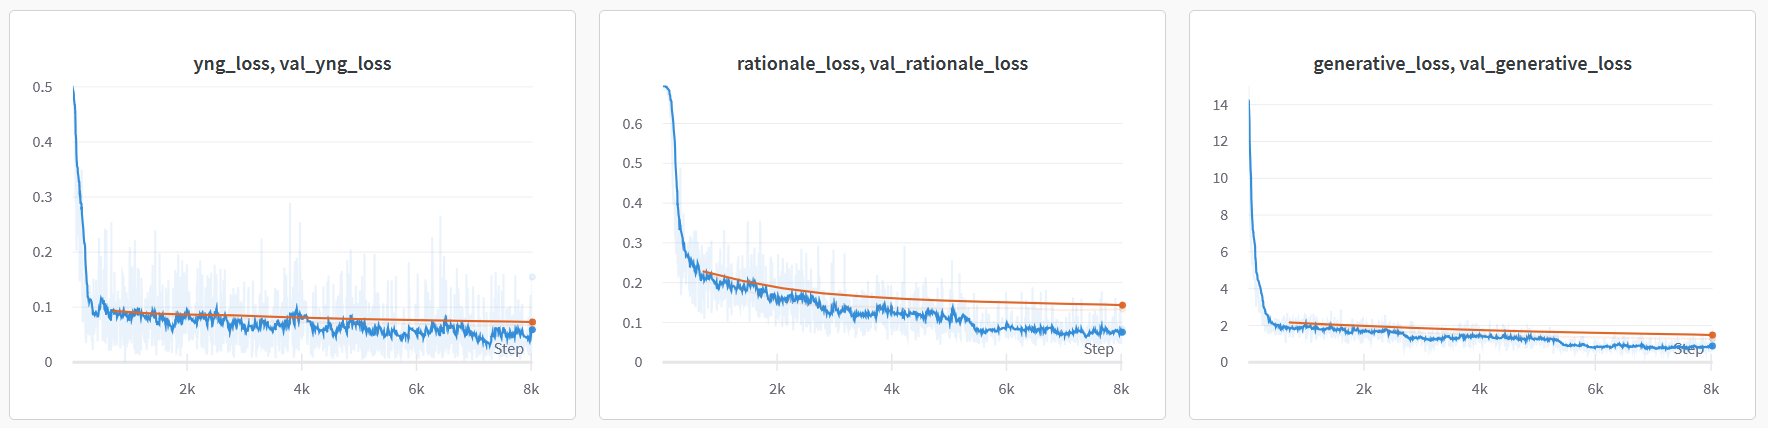 yng_loss, val_yng_loss
0.5
0.4
0.3
0.2
0.1
0
Step
2k 4k 6k 8k
rationale_loss, val_rationale_loss
0.6
0.5
0.4
0.3
0.2
0.1
0
Step
2k 4k 6k 8k
generative_loss, val_generative_loss
14
12
10
8
6
4
2
0
Step
2k 4k 6k 8k